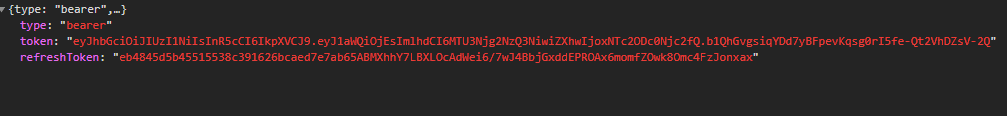 {type: "bearer",…}
type: "bearer"
token: "eyJhbGciOiJIUzI1NiIsInR5cCI6IkpXVCJ9.eyJ1aWQiOjEsImlhdCI6MTU3Njg2NzQ3NiwiZXhwIjoxNTc2ODc0Njc2fQ.b1QhGvgsiqYDd7yBFpevKqsg0rI5fe-Qt2VhDZsV-2Q"
refreshToken: "eb4845d5b45515538c391626bcaed7e7ab65ABMXhhY7LBXLOcAdWei6/7wJ4BbjGxddEPROAx6momfZOwk8Omc4FzJonxax"